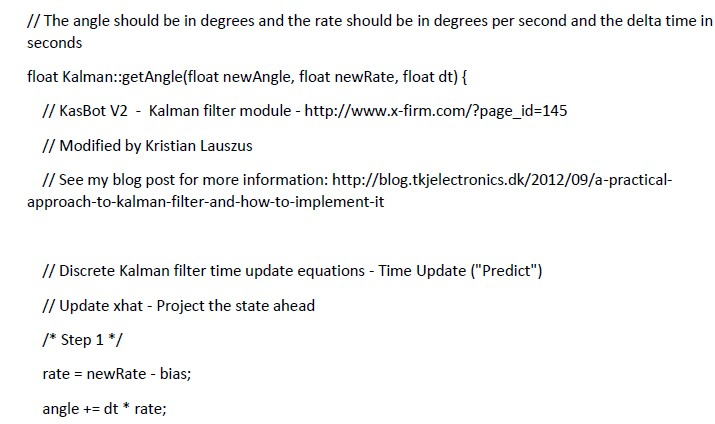 // The angle should be in degrees and the rate should be in degrees per second and the delta time in
seconds
float Kalman::getAngle(float newAngle, float newRate, float dt) {
// KasBot V2  -  Kalman filter module - http://www.x-firm.com/?page_id=145
// Modified by Kristian Lauszus
// See my blog post for more information: http://blog.tkjelectronics.dk/2012/09/a-practical-
approach-to-kalman-filter-and-how-to-implement-it
// Discrete Kalman filter time update equations - Time Update ("Predict")
// Update xhat - Project the state ahead
/* Step 1 */
rate = newRate - bias;
angle += dt * rate;